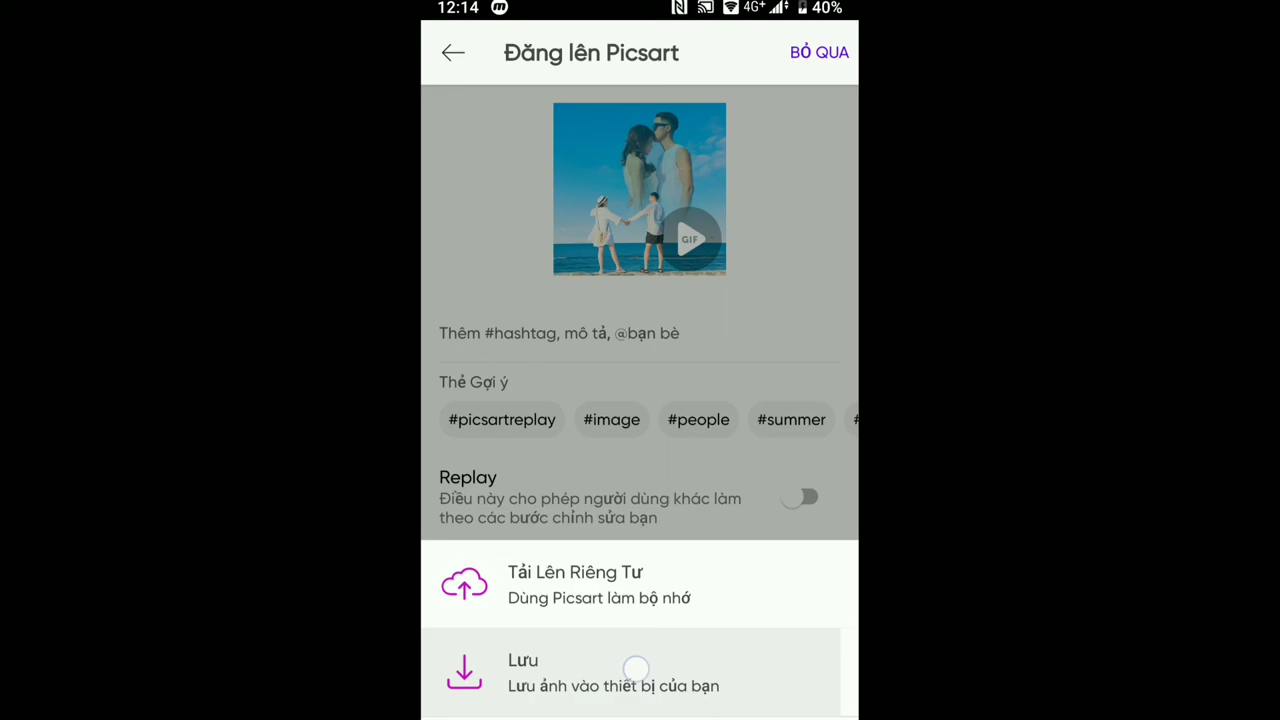 12:14 m 4G+ 40%
Đăng lên Picsart BỎ QUA
GIF
Thêm #hashtag, mô tả, @bạn bè
Thẻ Gợi ý
#picsartreplay #image #people #summer #
Replay
Điều này cho phép người dùng khác làm
theo các bước chỉnh sửa bạn
Tải Lên Riêng Tư
Dùng Picsart làm bộ nhớ
Lưu
Lưu ảnh vào thiết bị của bạn